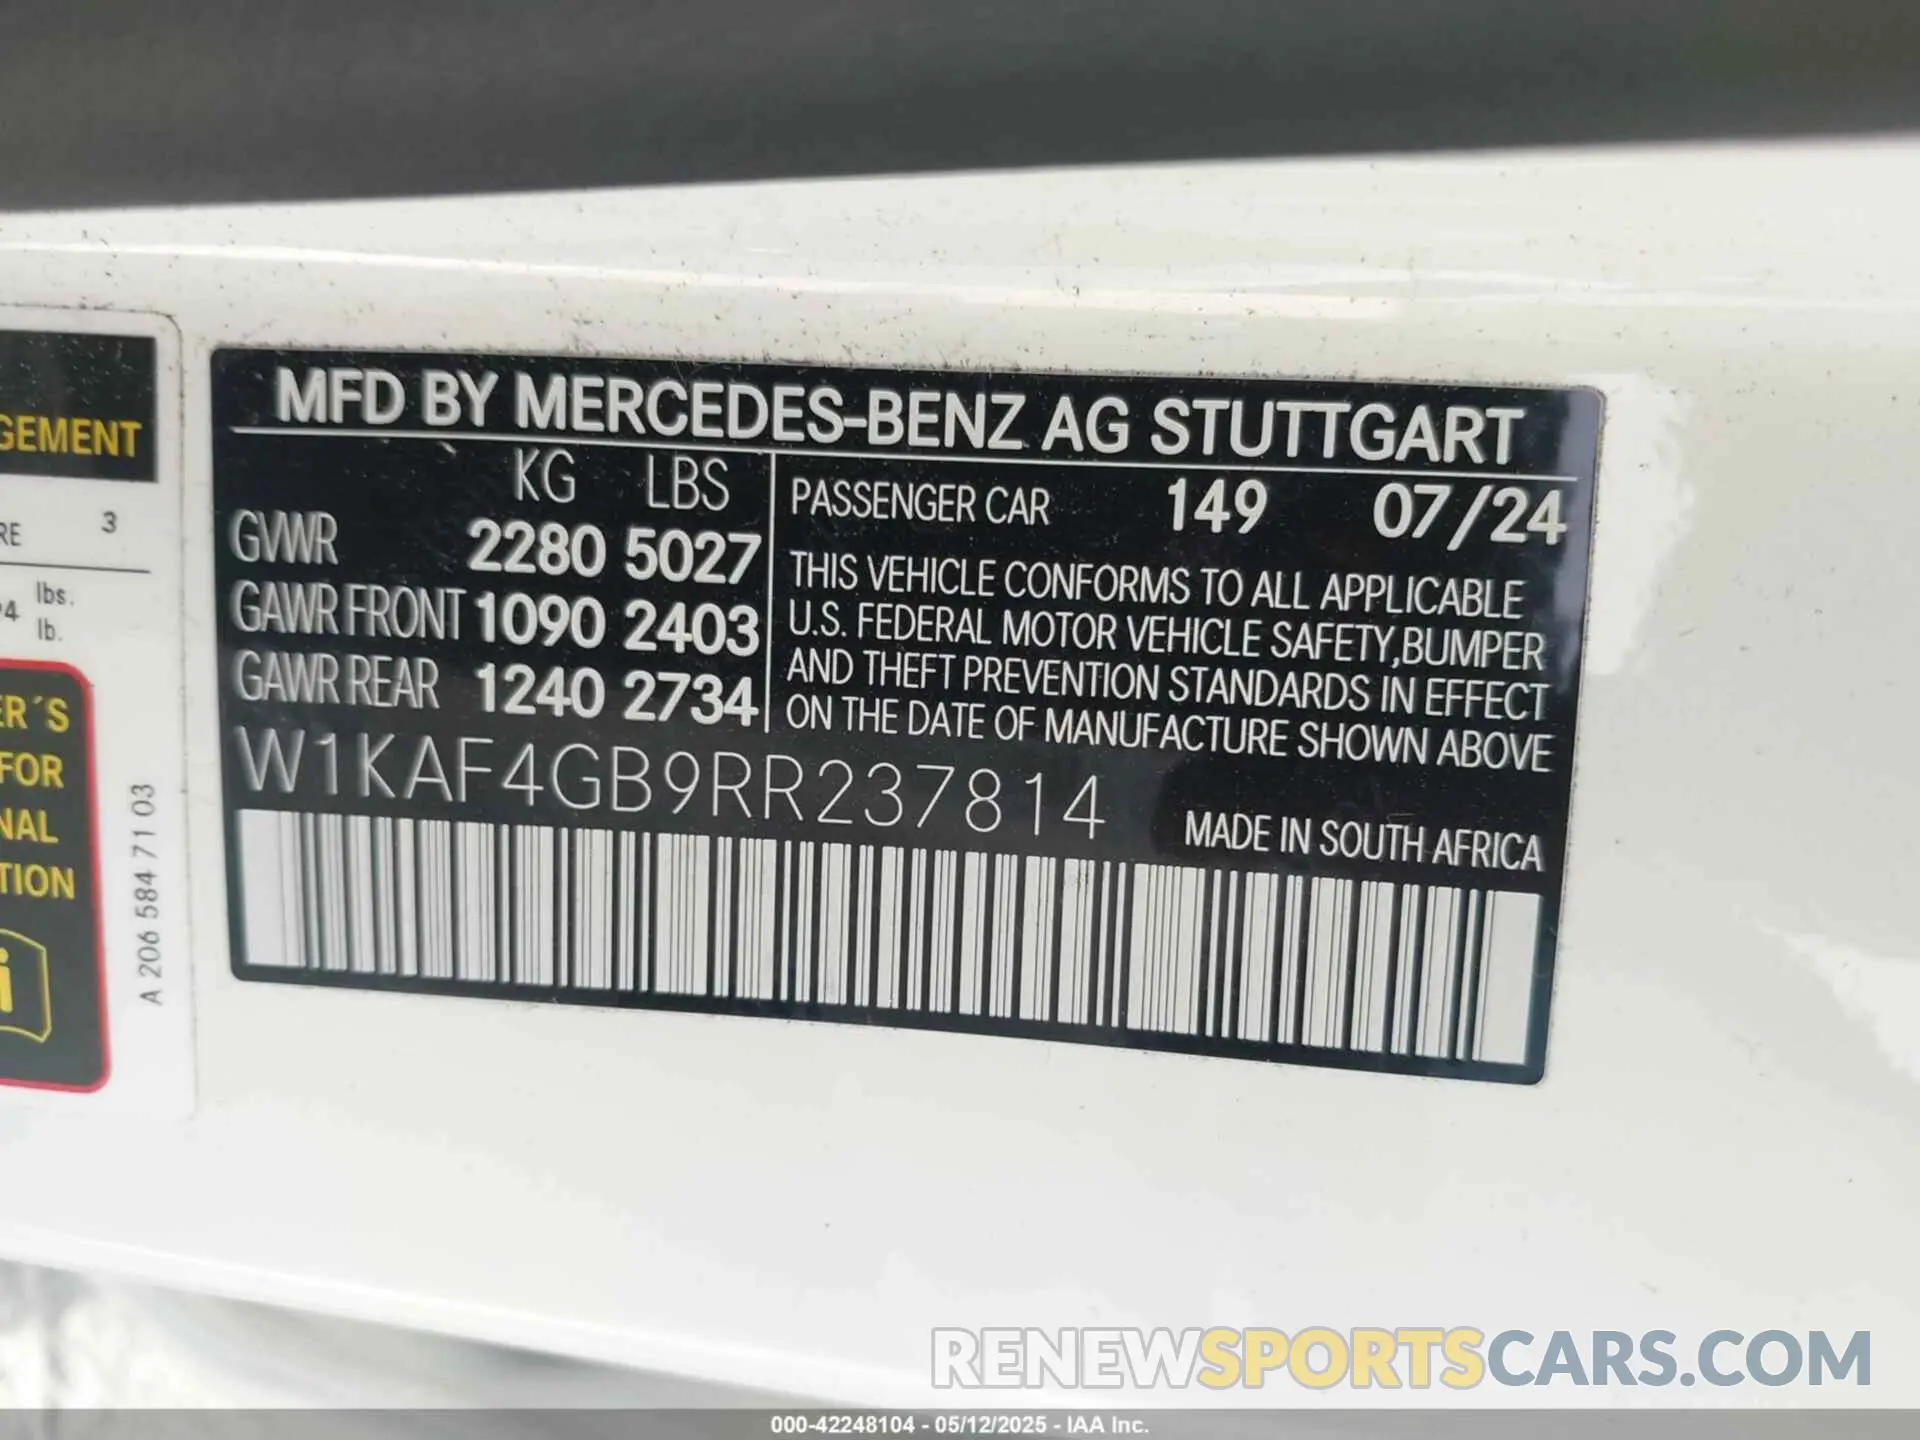 MFD BY MERCEDES-BENZ AG STUTTGART
KG LBS
GVWR 2280 5027
GAWR FRONT 1090 2403
GAWR REAR 1240 2734
PASSENGER CAR 149 07/24
THIS VEHICLE CONFORMS TO ALL APPLICABLE
U.S. FEDERAL MOTOR VEHICLE SAFETY,BUMPER
AND THEFT PREVENTION STANDARDS IN EFFECT
ON THE DATE OF MANUFACTURE SHOWN ABOVE
W1KAF4GB9RR237814
MADE IN SOUTH AFRICA
GEMENT
RE 3
lbs.
lb.
ER´S
FOR
NAL
TION
i
A 206 584 71 03
RENEWSPORTSCARS.COM
000-42248104 - 05/12/2025 - IAA Inc.